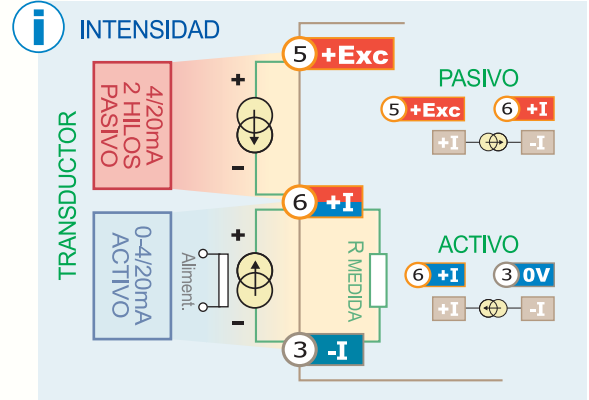 i INTENSIDAD
TRANSDUCTOR
4/20mA
2 HILOS
PASIVO
+
-
5 +Exc
6 +I
0-4/20mA
ACTIVO
Aliment.
+
-
R MEDIDA
3 -I
PASIVO
5 +Exc 6 +I
+I -I
ACTIVO
6 +I 3 0V
+I -I